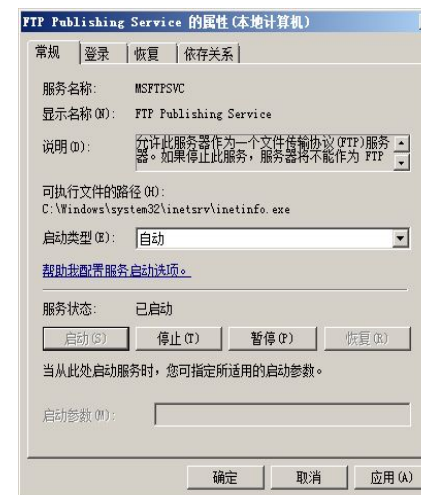 FTP Publishing Service 的属性(本地计算机)
常规 登录 恢复 依存关系
服务名称: MSFTPSVC
显示名称(N): FTP Publishing Service
说明(D): 允许此服务器作为一个文件传输协议(FTP)服务
器。如果停止此服务,服务器将不能作为 FTP
可执行文件的路径(H):
C:\Windows\system32\inetsrv\inetinfo.exe
启动类型(E): 自动
帮助我配置服务启动选项。
服务状态: 已启动
启动(S) 停止(T) 暂停(P) 恢复(R)
当从此处启动服务时,您可指定所适用的启动参数。
启动参数(M):
确定 取消 应用(A)